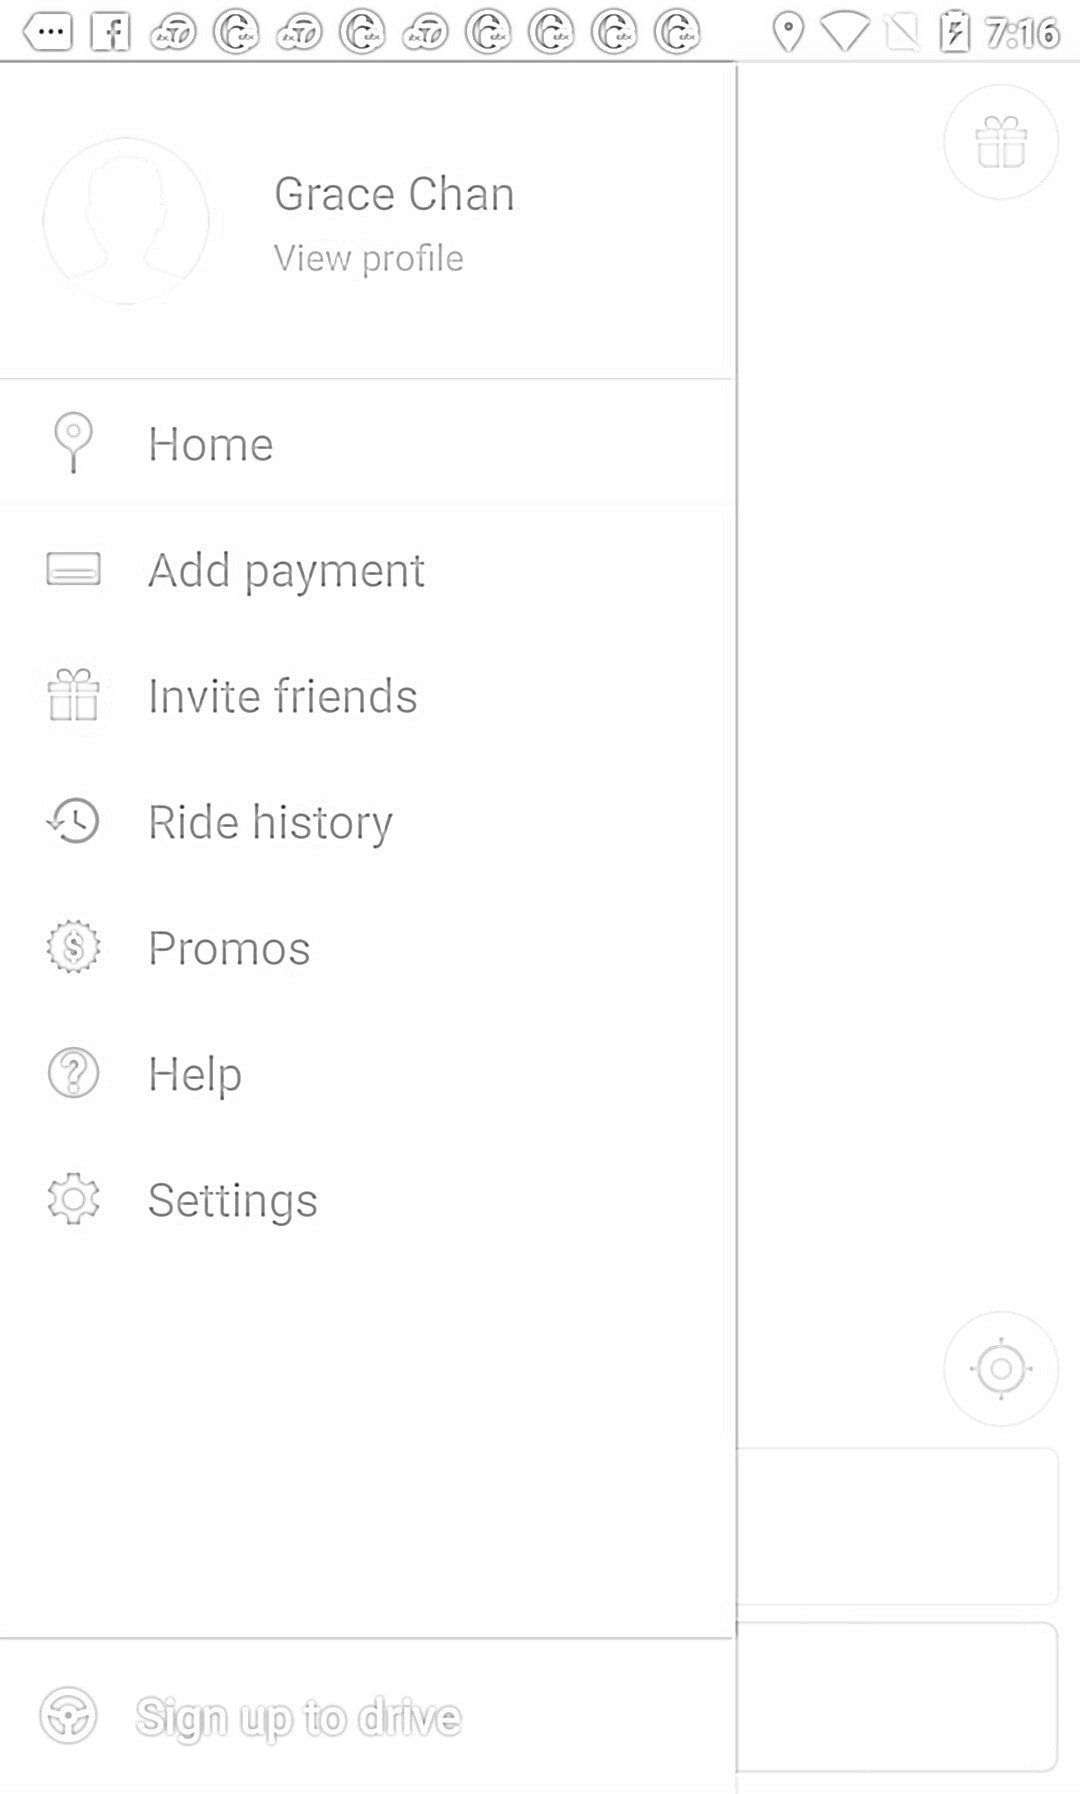 7:16
Grace Chan
View profile
Home
Add payment
Invite friends
Ride history
Promos
Help
Settings
Sign up to drive